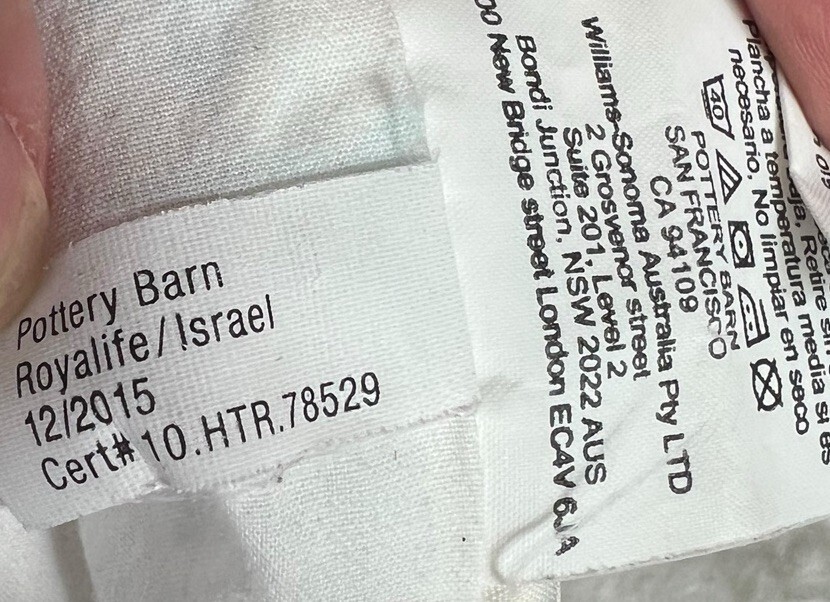 Pottery Barn
Royalife/Israel
12/2015
Cert# 10.HTR.78529
Plancha a temperatura media si es
necesario. No limpiar en seco
40
POTTERY BARN
SAN FRANCISCO
CA 94109
Williams-Sonoma Australia Pty LTD
2 Grosvenor street
Suite 201, Level 2
Bondi Junction, NSW 2022 AUS
New Bridge street London EC4V 6JA